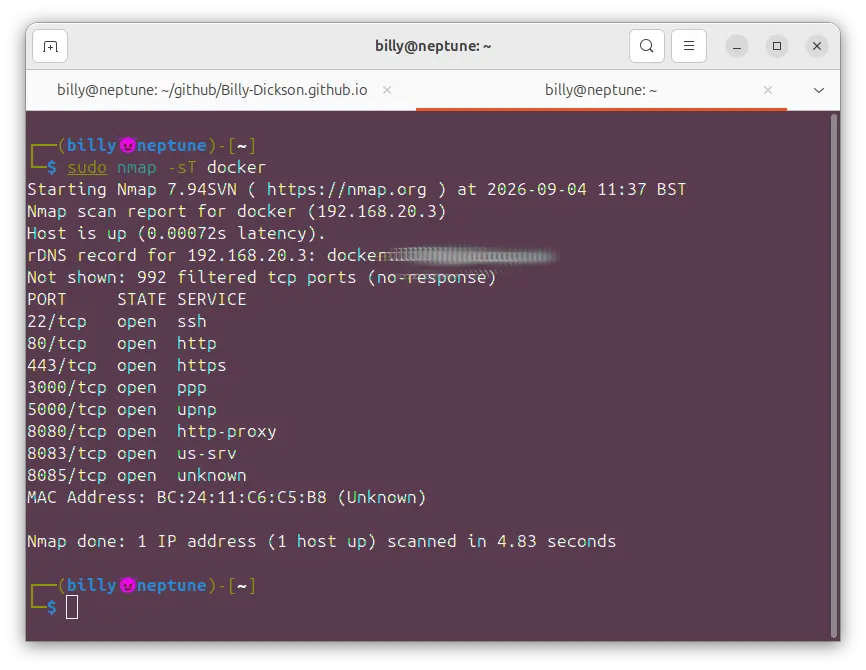 billy@neptune: ~
billy@neptune: ~/github/Billy-Dickson.github.io
billy@neptune: ~
┌──(billy😈neptune)-[~]
└─$ sudo nmap -sT docker
Starting Nmap 7.94SVN ( https://nmap.org ) at 2026-09-04 11:37 BST
Nmap scan report for docker (192.168.20.3)
Host is up (0.00072s latency).
rDNS record for 192.168.20.3: docker.
Not shown: 992 filtered tcp ports (no-response)
PORT     STATE SERVICE
22/tcp   open  ssh
80/tcp   open  http
443/tcp  open  https
3000/tcp open  ppp
5000/tcp open  upnp
8080/tcp open  http-proxy
8083/tcp open  us-srv
8085/tcp open  unknown
MAC Address: BC:24:11:C6:C5:B8 (Unknown)
Nmap done: 1 IP address (1 host up) scanned in 4.83 seconds
┌──(billy😈neptune)-[~]
└─$